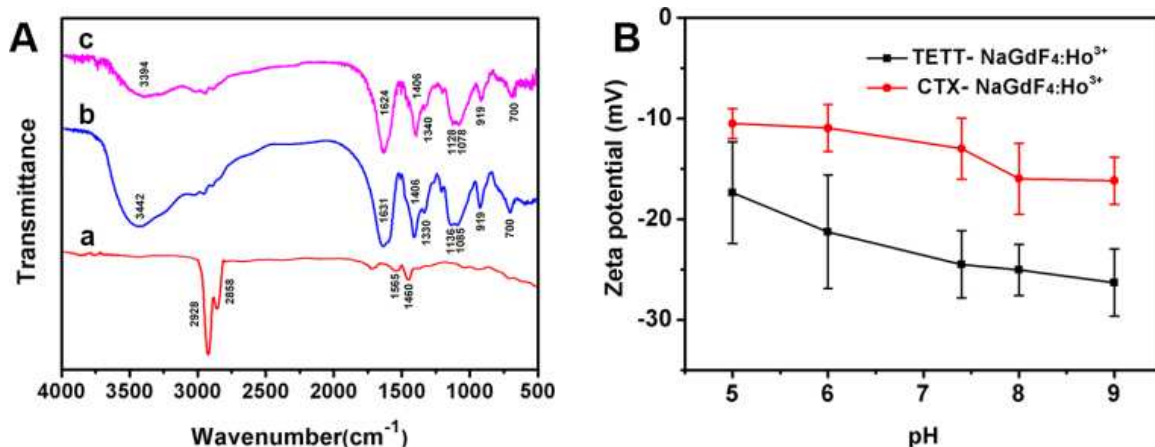 A
c
3394
1624
1406
1340
1128
1078
919
700
b
3442
1631
1406
1330
1136
1085
919
700
a
2928
2858
1565
1460
Transmittance
4000 3500 3000 2500 2000 1500 1000 500
Wavenumber(cm⁻¹)
B
0
-10
-20
-30
Zeta potential (mV)
TETT- NaGdF₄:Ho³⁺
CTX- NaGdF₄:Ho³⁺
5 6 7 8 9
pH